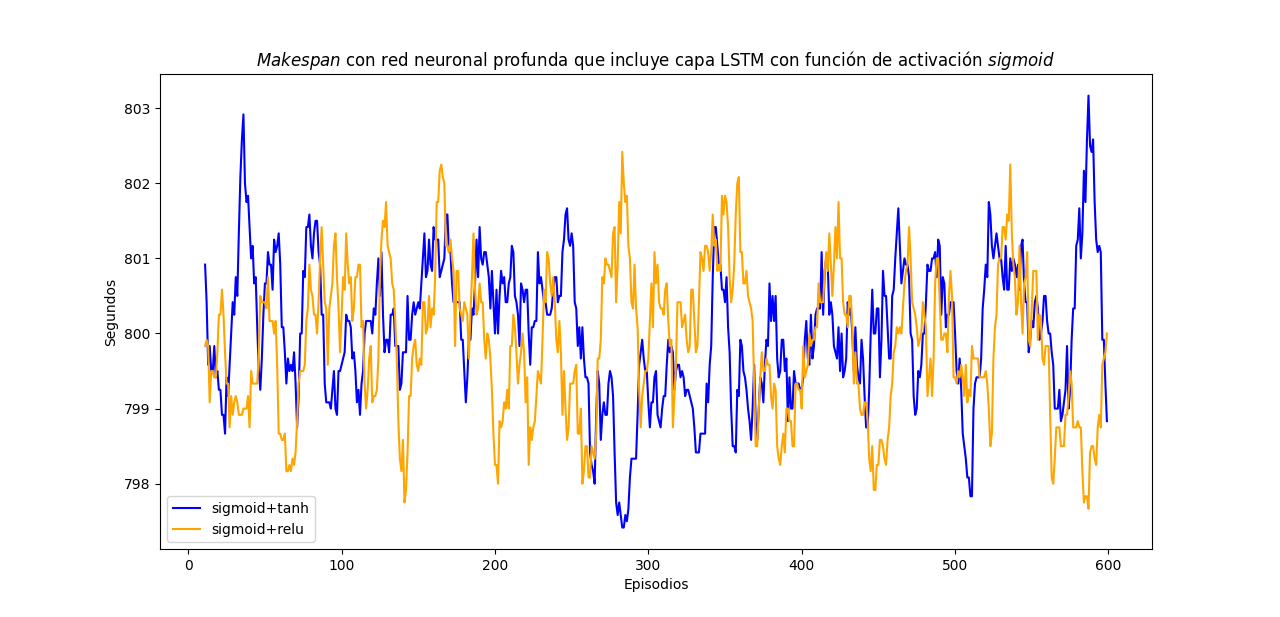 Makespan con red neuronal profunda que incluye capa LSTM con función de activación sigmoid
803
802
801
800
799
798
Segundos
sigmoid+tanh
sigmoid+relu
0 100 200 300 400 500 600
Episodios